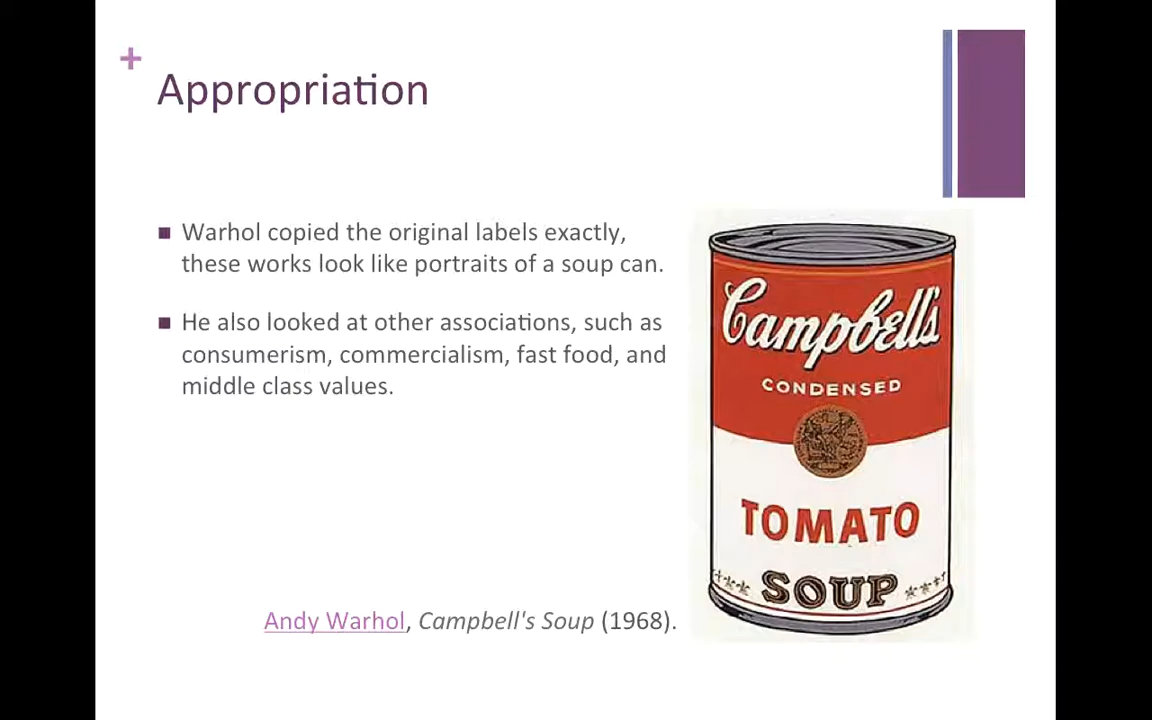 +
Appropriation
Warhol copied the original labels exactly,
these works look like portraits of a soup can.
He also looked at other associations, such as
consumerism, commercialism, fast food, and
middle class values.
Campbell's
CONDENSED
TOMATO
SOUP
Andy Warhol, Campbell's Soup (1968).